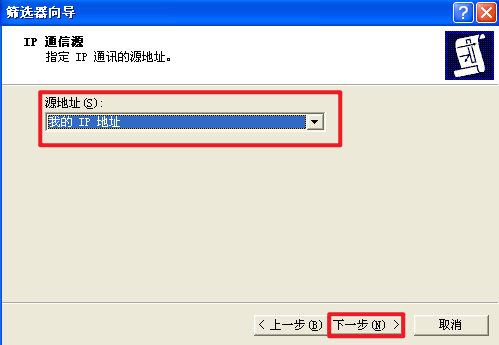 筛选器向导
IP 通信源
指定 IP 通讯的源地址。
源地址(S):
我的 IP 地址
< 上一步(B) 下一步(N) > 取消